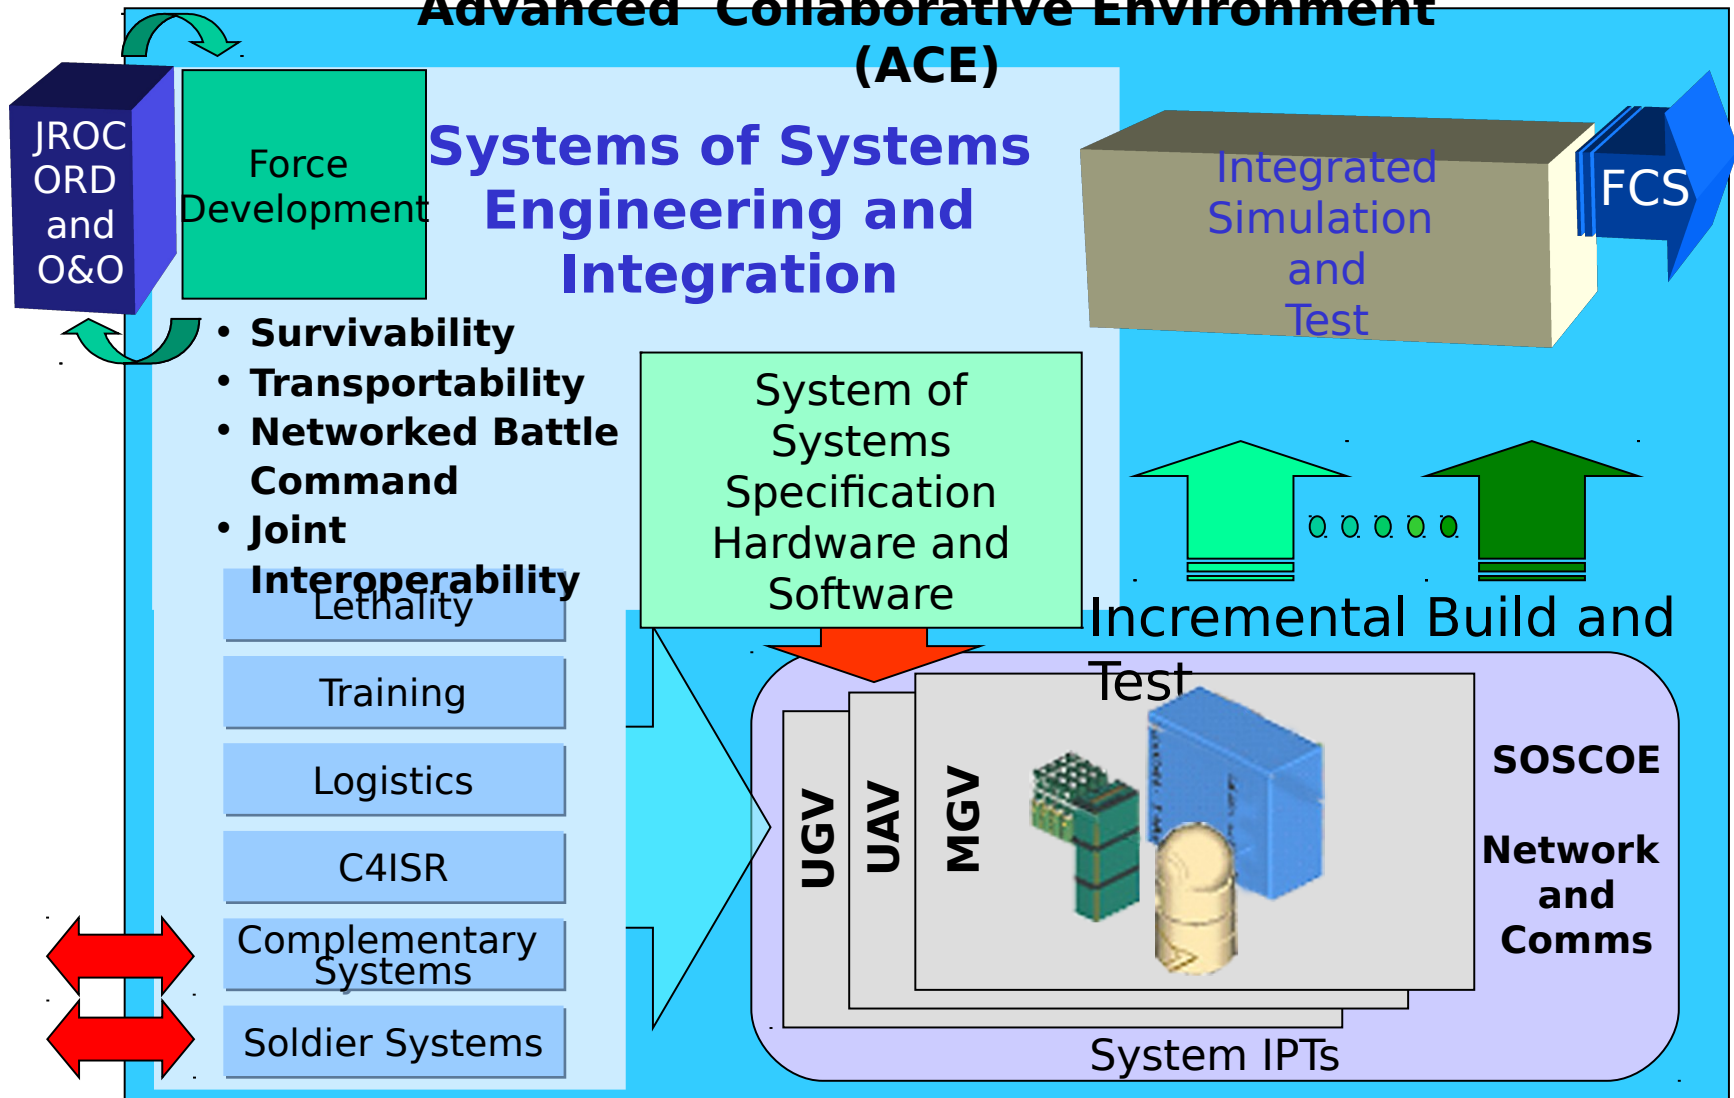 Advanced Collaborative Environment
(ACE)
JROC
ORD
and
O&O
Force
Development
Systems of Systems
Engineering and
Integration
Integrated
Simulation
and
Test
FCS
• Survivability
• Transportability
• Networked Battle
Command
• Joint
Interoperability
System of
Systems
Specification
Hardware and
Software
Lethality
Training
Logistics
C4ISR
Complementary
Systems
Soldier Systems
Incremental Build and
Test
UGV
UAV
MGV
SOSCOE
Network
and
Comms
System IPTs